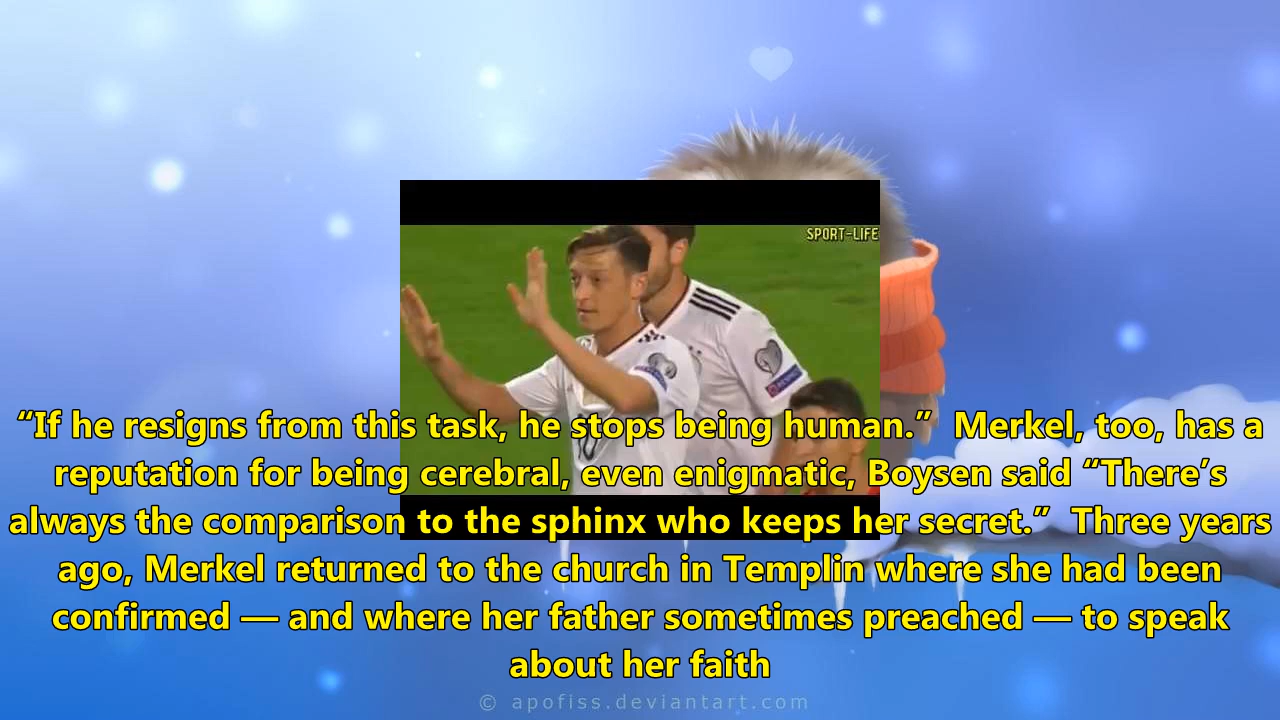 SPORT-LIFE
“If he resigns from this task, he stops being human.”  Merkel, too, has a
reputation for being cerebral, even enigmatic, Boysen said “There’s
always the comparison to the sphinx who keeps her secret.”  Three years
ago, Merkel returned to the church in Templin where she had been
confirmed — and where her father sometimes preached — to speak
about her faith
© apofiss.deviantart.com